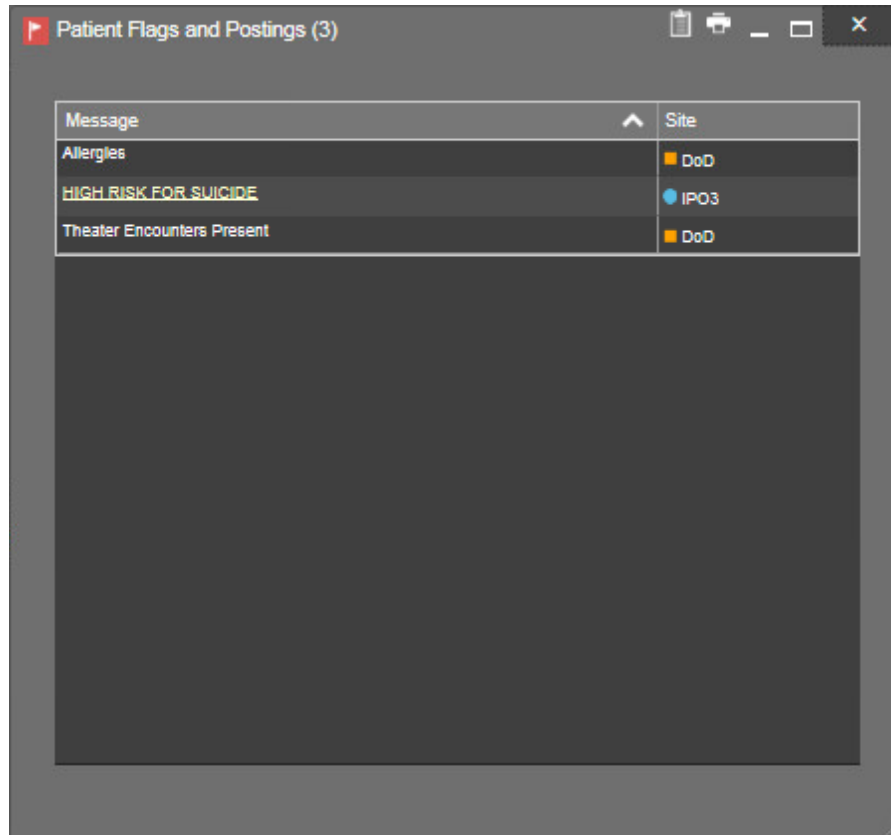 Patient Flags and Postings (3)
Message Site
Allergies DoD
HIGH RISK FOR SUICIDE IPO3
Theater Encounters Present DoD